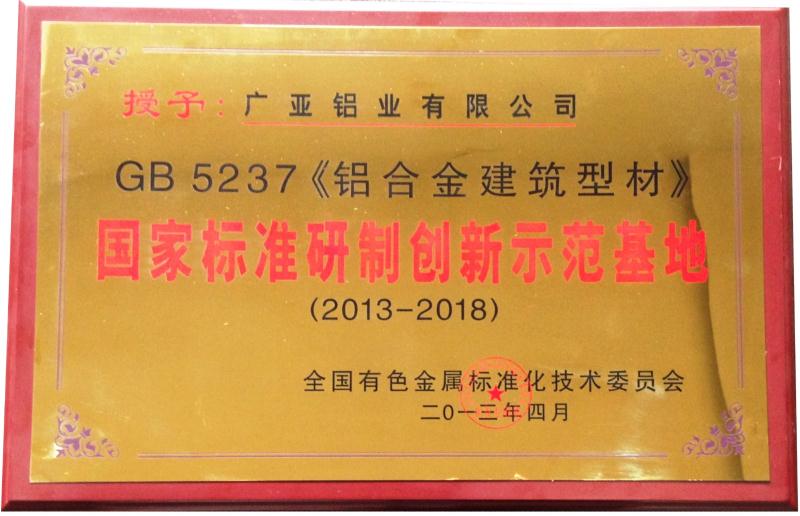 授予：广亚铝业有限公司
GB 5237《铝合金建筑型材》
国家标准研制创新示范基地
(2013-2018)
全国有色金属标准化技术委员会
二0一三年四月